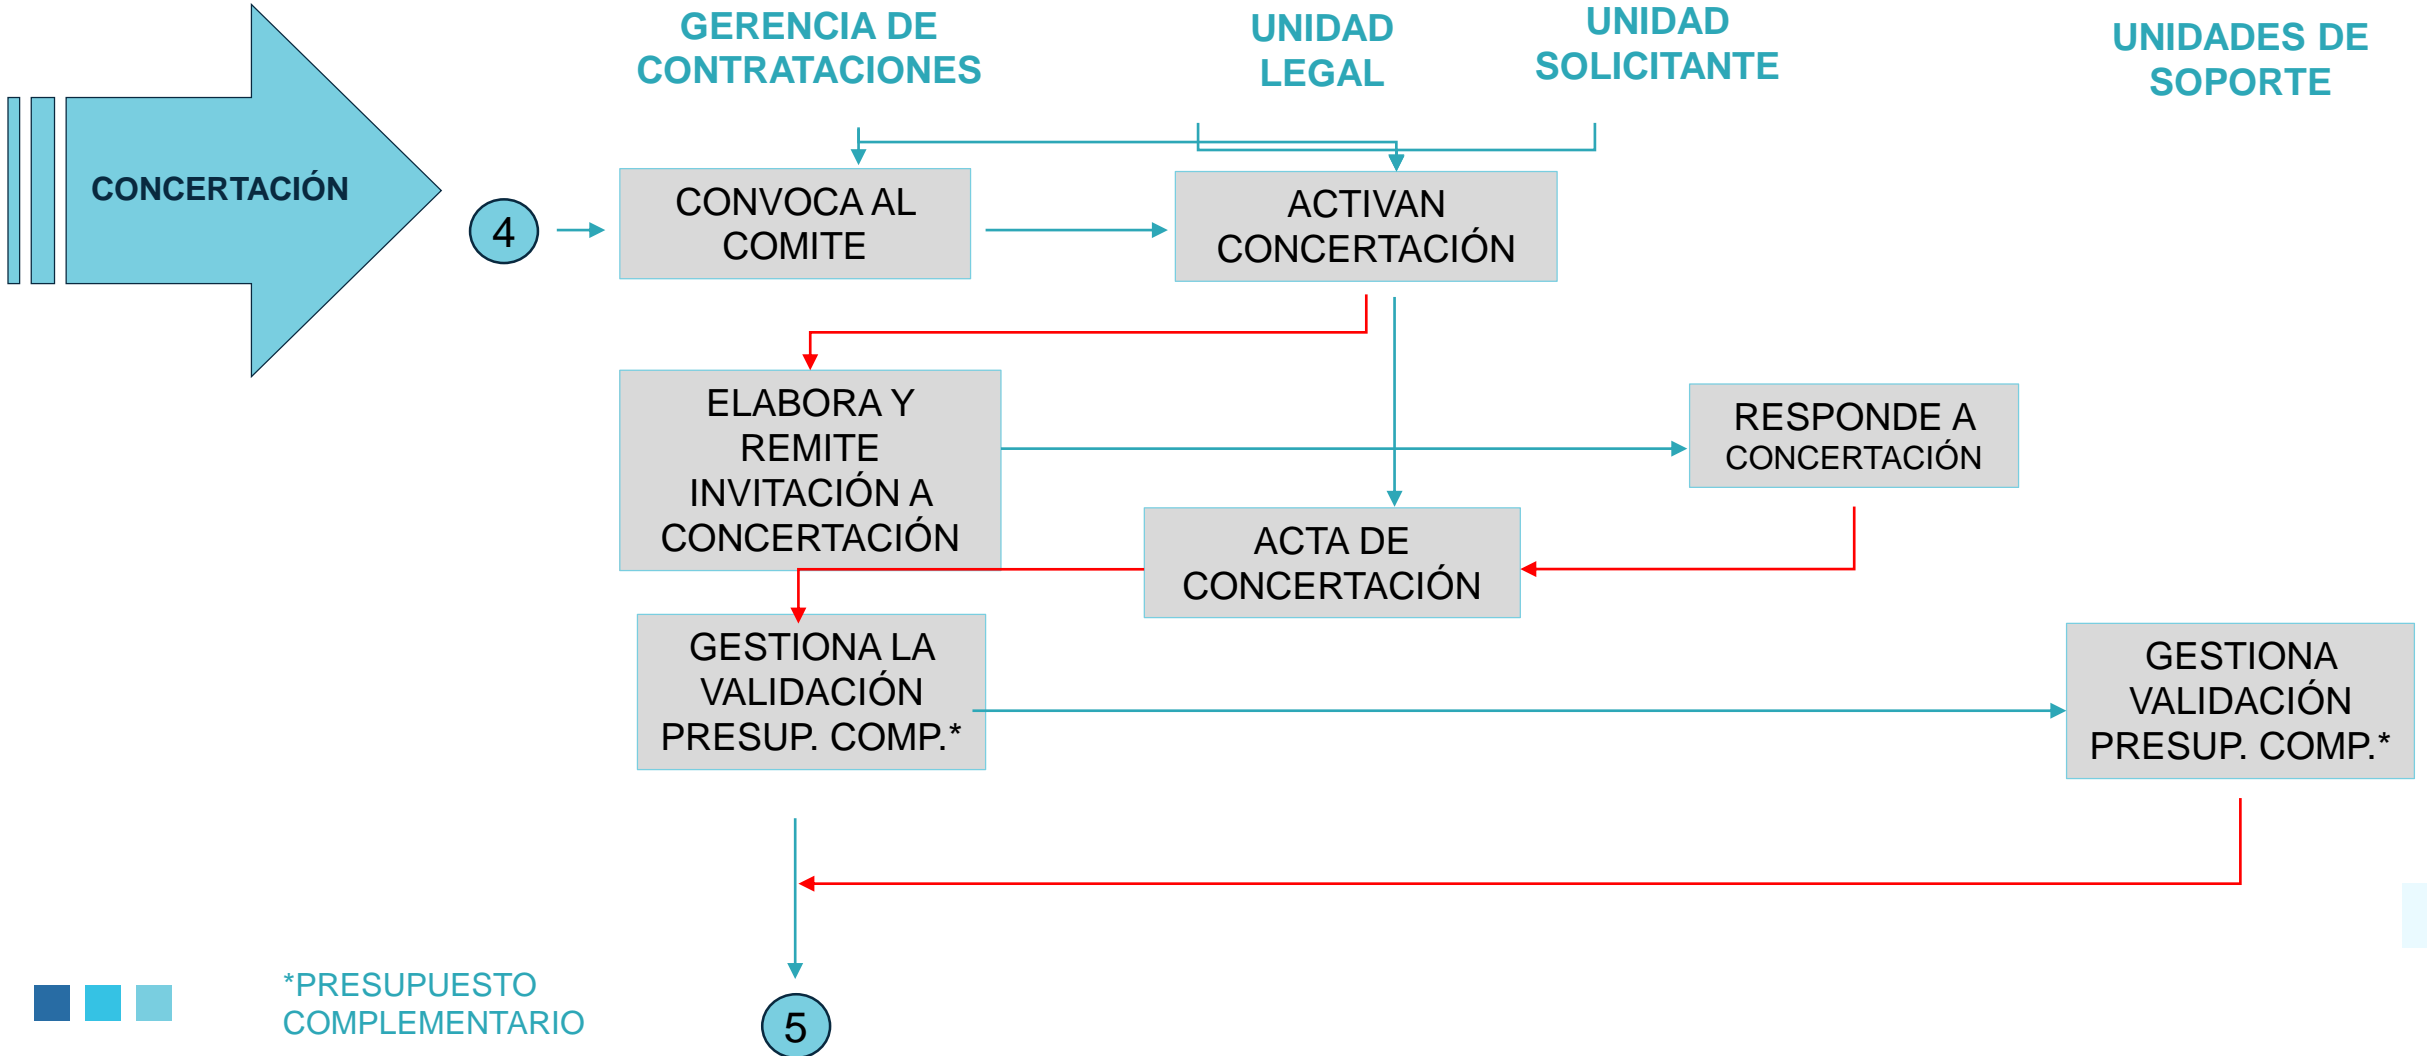 GERENCIA DE
CONTRATACIONES
UNIDAD
LEGAL
UNIDAD
SOLICITANTE
UNIDADES DE
SOPORTE
CONCERTACIÓN
4
CONVOCA AL
COMITE
ACTIVAN
CONCERTACIÓN
ELABORA Y
REMITE
INVITACIÓN A
CONCERTACIÓN
RESPONDE A
CONCERTACIÓN
ACTA DE
CONCERTACIÓN
GESTIONA LA
VALIDACIÓN
PRESUP. COMP.*
GESTIONA
VALIDACIÓN
PRESUP. COMP.*
*PRESUPUESTO
COMPLEMENTARIO
5